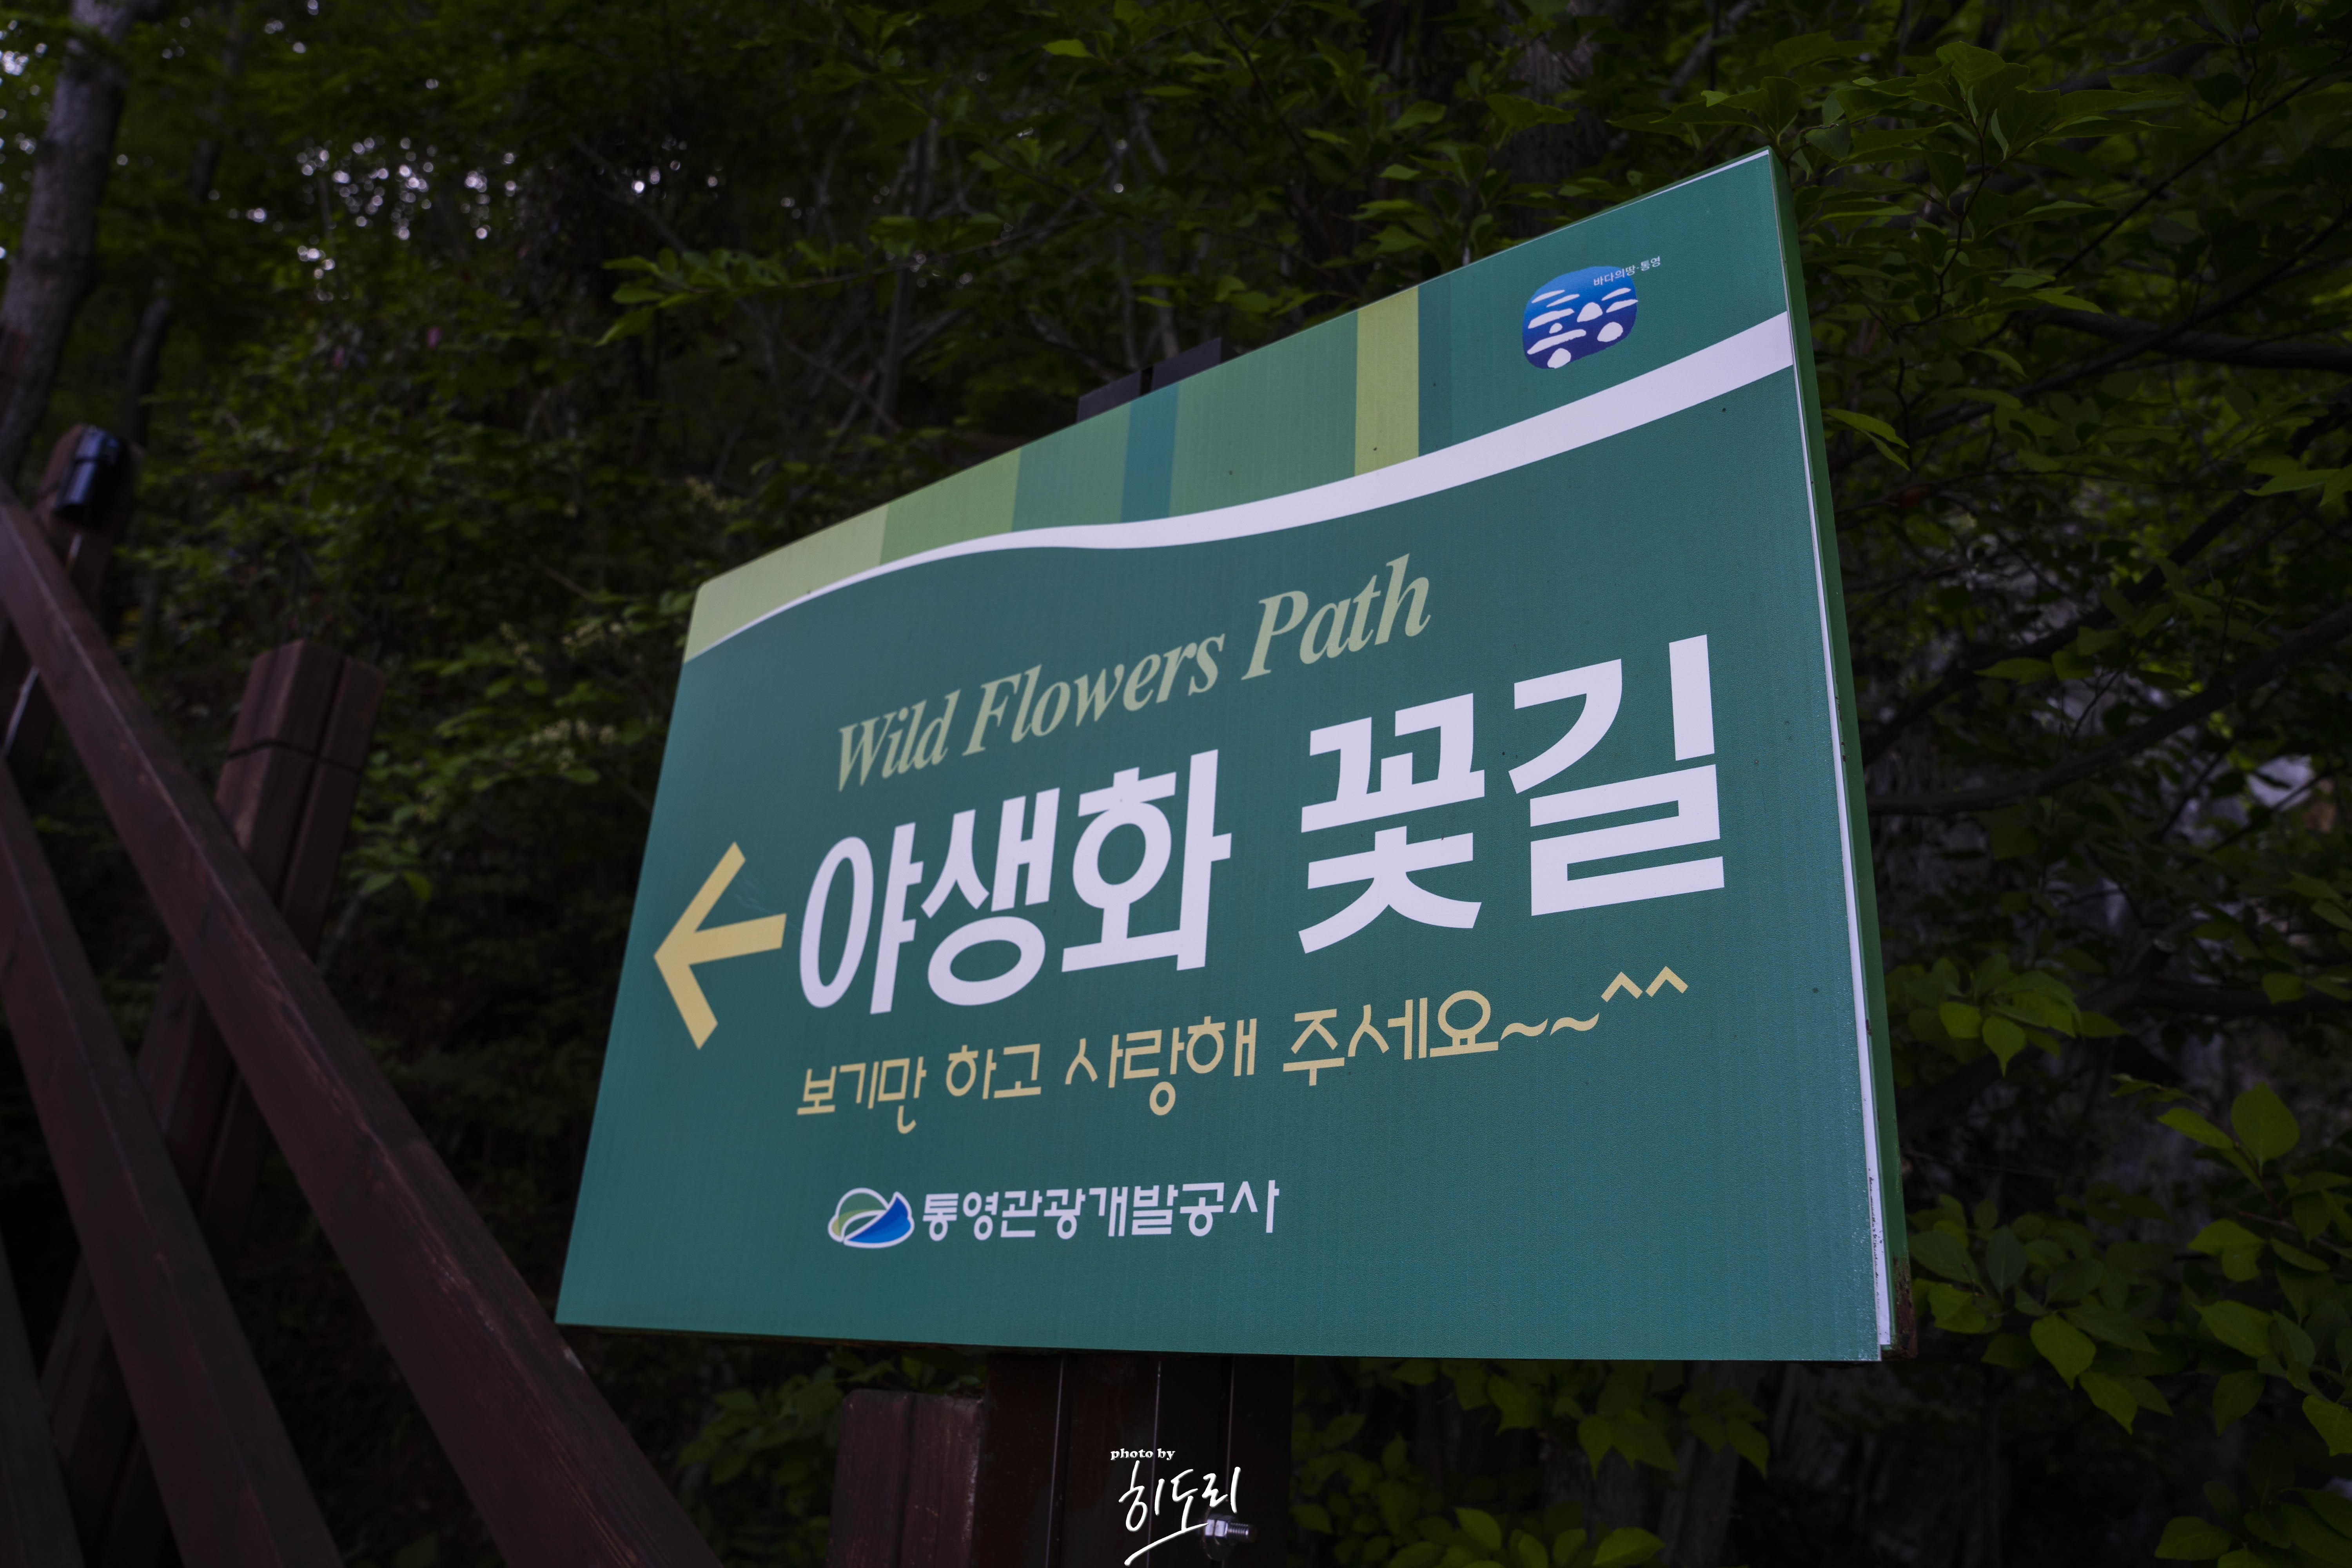 바다의땅·통영
Wild Flowers Path
← 야생화 꽃길
보기만 하고 사랑해 주세요~~^^
통영관광개발공사
photo by
히도리